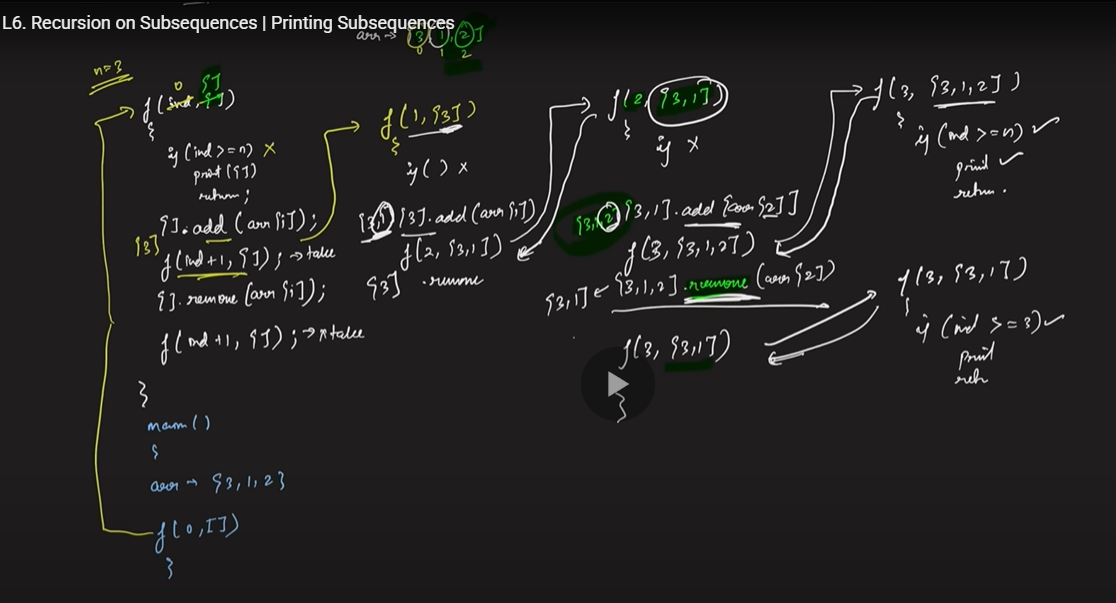 L6. Recursion on Subsequences | Printing Subsequences
arr → [3, 1, 2]
0 1 2
n=3
0 []
f(ind, [])
{
if (ind >= n) x
print ([])
return;
[].add (arr[i]);
[3]
f(ind+1, []); → take
[].remove (arr[i]);
f(ind+1, []); → x take
}
main()
{
arr → {3,1,2}
f(0,[])
}
f(1, [3])
{
if () x
[3,1] [3].add (arr[i])
f(2, [3,1])
[3] .remove
f(2, [3,1])
{
if x
[3,1,2] [3,1].add [arr[2]]
f(3, [3,1,2])
[3,1] ← [3,1,2].remove (arr[2])
f(3, [3,1])
}
f(3, [3,1,2])
{
if (ind >= n) ✓
print ✓
return.
f(3, [3,1])
{
if (ind >= 3) ✓
print
reth